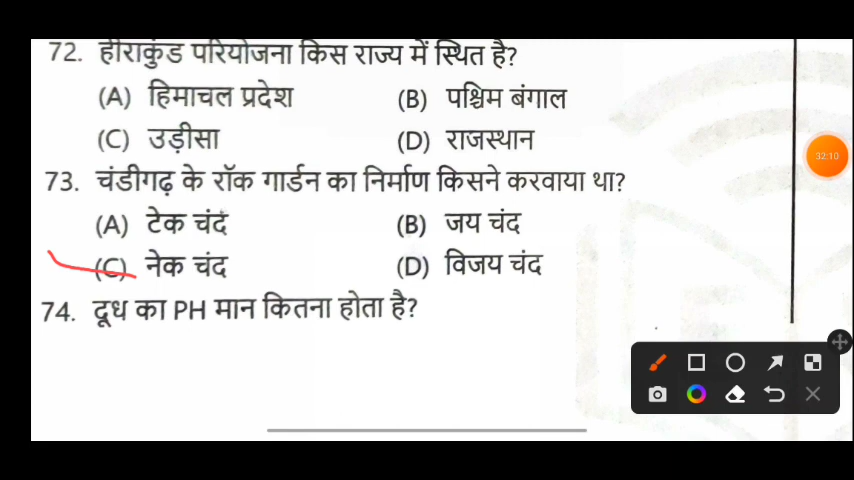 72. हीराकुंड परियोजना किस राज्य में स्थित है?
(A) हिमाचल प्रदेश (B) पश्चिम बंगाल
(C) उड़ीसा (D) राजस्थान
73. चंडीगढ़ के रॉक गार्डन का निर्माण किसने करवाया था?
(A) टेक चंद (B) जय चंद
(C) नेक चंद (D) विजय चंद
74. दूध का PH मान कितना होता है?
32:10